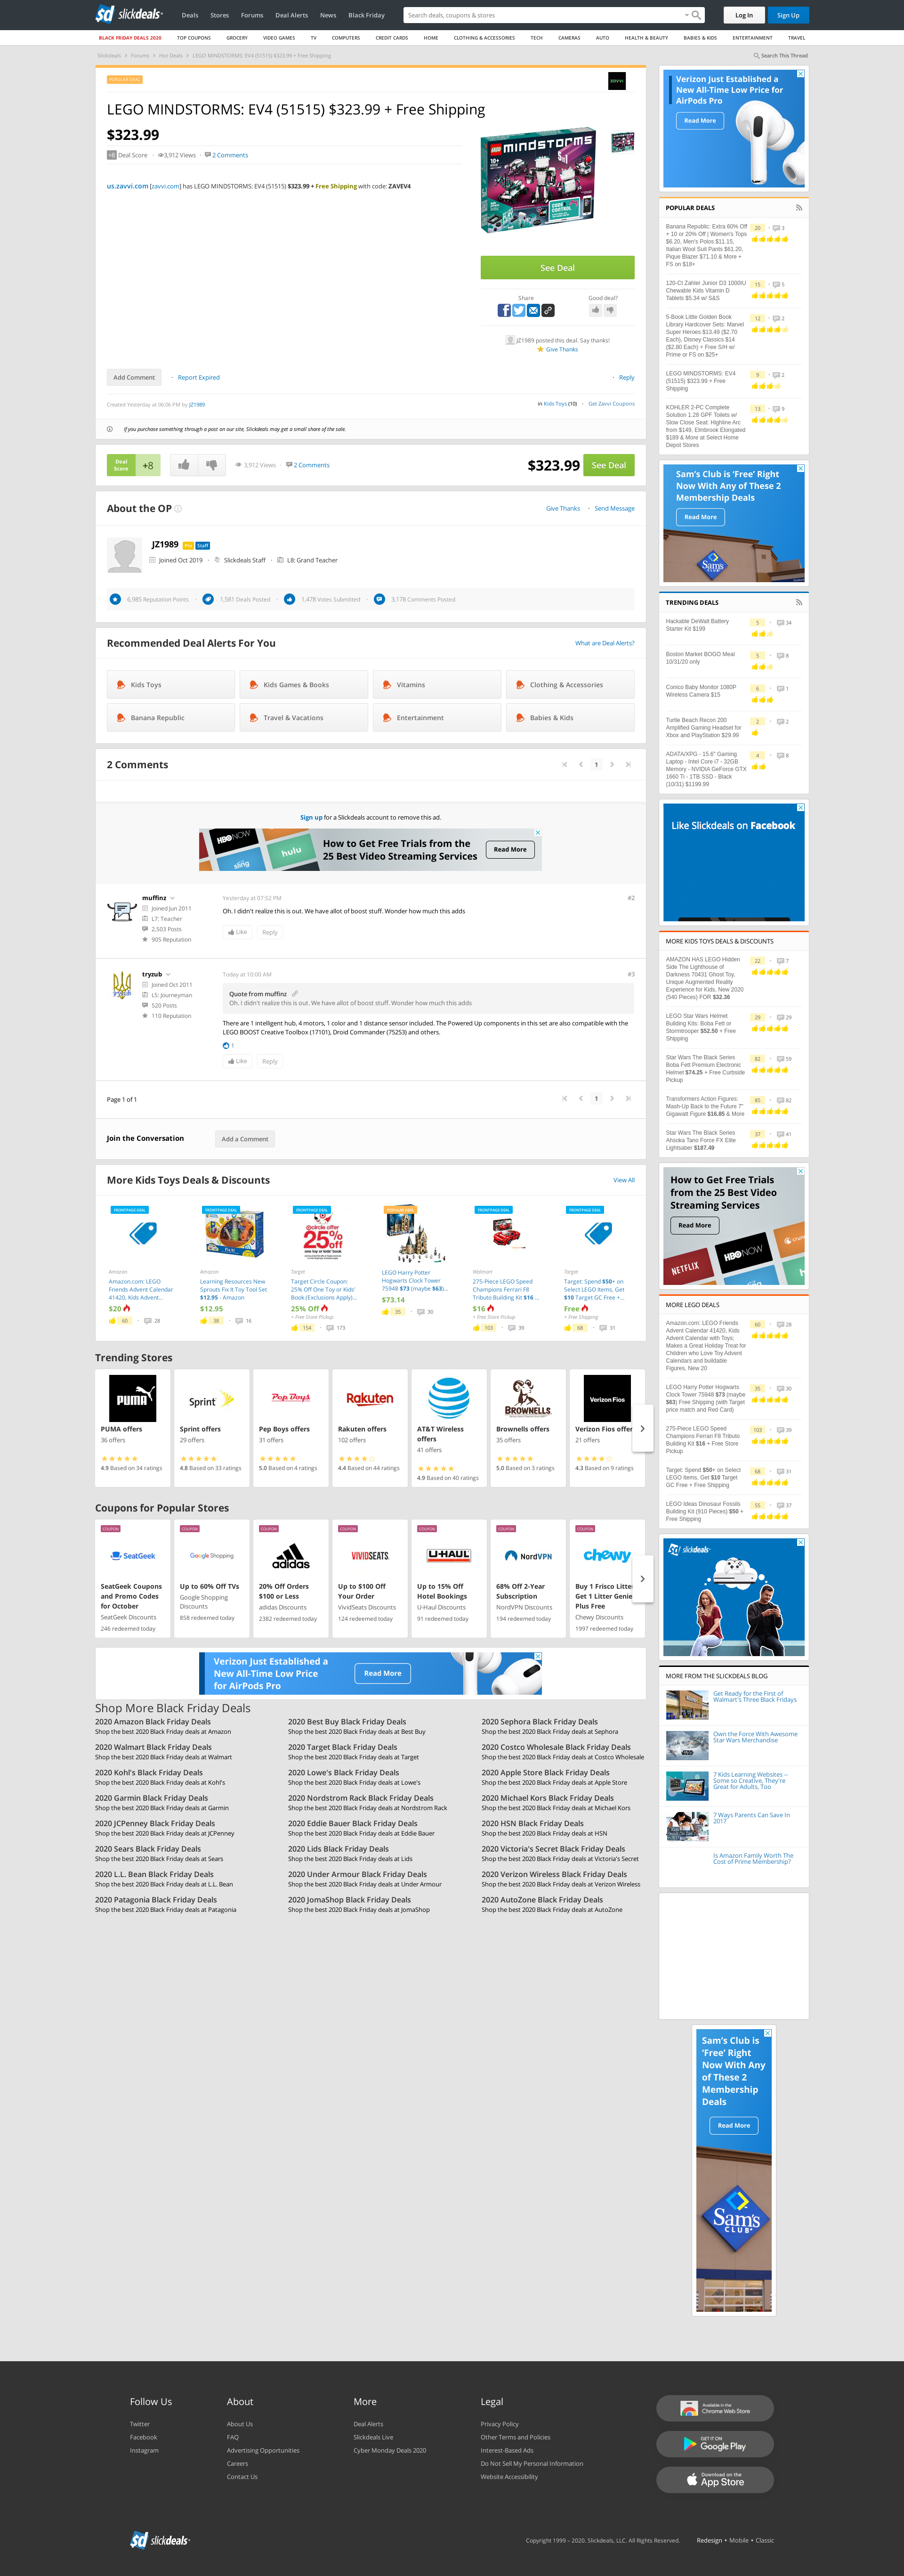 slickdeals
Deals Stores Forums Deal Alerts News Black Friday
Search deals, coupons & stores
Log In Sign Up
BLACK FRIDAY DEALS 2020 TOP COUPONS GROCERY VIDEO GAMES TV COMPUTERS CREDIT CARDS HOME CLOTHING & ACCESSORIES TECH CAMERAS AUTO HEALTH & BEAUTY BABIES & KIDS ENTERTAINMENT TRAVEL
Slickdeals > Forums > Hot Deals > LEGO MINDSTORMS: EV4 (51515) $323.99 + Free Shipping
Search This Thread
POPULAR DEAL
LEGO MINDSTORMS: EV4 (51515) $323.99 + Free Shipping
$323.99
+8 Deal Score 3,912 Views 2 Comments
us.zavvi.com [zavvi.com] has LEGO MINDSTORMS: EV4 (51515) $323.99 + Free Shipping with code: ZAVEV4
MINDSTORMS
See Deal
Share Good deal?
JZ1989 posted this deal. Say thanks!
Give Thanks
Add Comment Report Expired Reply
Created Yesterday at 06:06 PM by JZ1989
in Kids Toys (10) Get Zavvi Coupons
If you purchase something through a post on our site, Slickdeals may get a small share of the sale.
Deal Score +8 3,912 Views 2 Comments $323.99 See Deal
About the OP
Give Thanks Send Message
JZ1989 Pro Staff
Joined Oct 2019 Slickdeals Staff L8: Grand Teacher
6,985 Reputation Points 1,581 Deals Posted 1,478 Votes Submitted 3,178 Comments Posted
Recommended Deal Alerts For You
What are Deal Alerts?
Kids Toys Kids Games & Books Vitamins Clothing & Accessories
Banana Republic Travel & Vacations Entertainment Babies & Kids
2 Comments
1
Sign up for a Slickdeals account to remove this ad.
HBO NOW
sling
hulu
How to Get Free Trials from the
25 Best Video Streaming Services
Read More
muffinz
Joined Jun 2011
L7: Teacher
2,503 Posts
905 Reputation
Yesterday at 07:52 PM
#2
Oh. I didn't realize this is out. We have allot of boost stuff. Wonder how much this adds
Like Reply
tryzub
Joined Oct 2011
L5: Journeyman
520 Posts
110 Reputation
Today at 10:00 AM
#3
Quote from muffinz
Oh. I didn't realize this is out. We have allot of boost stuff. Wonder how much this adds
There are 1 intelligent hub, 4 motors, 1 color and 1 distance sensor included. The Powered Up components in this set are also compatible with the
LEGO BOOST Creative Toolbox (17101), Droid Commander (75253) and others.
1
Like Reply
Page 1 of 1
1
Join the Conversation
Add a Comment
More Kids Toys Deals & Discounts
View All
FRONTPAGE DEAL
Amazon
Amazon.com: LEGO
Friends Advent Calendar
41420, Kids Advent...
$20
60 28
FRONTPAGE DEAL
Amazon
Learning Resources New
Sprouts Fix It Toy Tool Set
$12.95 - Amazon
$12.95
38 16
FRONTPAGE DEAL
circle offer
25% off
Target
Target Circle Coupon:
25% Off One Toy or Kids'
Book (Exclusions Apply)...
25% Off
+ Free Store Pickup
154 173
POPULAR DEAL
LEGO Harry Potter
Hogwarts Clock Tower
75948 $73 (maybe $63)...
$73.14
35 30
FRONTPAGE DEAL
Walmart
275-Piece LEGO Speed
Champions Ferrari F8
Tributo Building Kit $16 ...
$16
+ Free Store Pickup
103 39
FRONTPAGE DEAL
Target
Target: Spend $50+ on
Select LEGO Items, Get
$10 Target GC Free +...
Free
+ Free Shipping
68 31
Trending Stores
PUMA
PUMA offers
36 offers
4.9 Based on 34 ratings
Sprint
Sprint offers
29 offers
4.8 Based on 33 ratings
Pep Boys
Pep Boys offers
31 offers
5.0 Based on 4 ratings
Rakuten
Rakuten offers
102 offers
4.4 Based on 44 ratings
AT&T Wireless
offers
41 offers
4.9 Based on 40 ratings
BROWNELLS
Brownells offers
35 offers
5.0 Based on 3 ratings
Verizon Fios
Verizon Fios offer
21 offers
4.3 Based on 9 ratings
Coupons for Popular Stores
COUPON
SeatGeek
SeatGeek Coupons
and Promo Codes
for October
SeatGeek Discounts
246 redeemed today
COUPON
Google Shopping
Up to 60% Off TVs
Google Shopping
Discounts
858 redeemed today
COUPON
adidas
20% Off Orders
$100 or Less
adidas Discounts
2382 redeemed today
COUPON
VIVIDSEATS
Up to $100 Off
Your Order
VividSeats Discounts
124 redeemed today
COUPON
U-HAUL
Up to 15% Off
Hotel Bookings
U-Haul Discounts
91 redeemed today
COUPON
NordVPN
68% Off 2-Year
Subscription
NordVPN Discounts
194 redeemed today
COUPON
chewy
Buy 1 Frisco Litter
Get 1 Litter Genie
Plus Free
Chewy Discounts
1997 redeemed today
Verizon Just Established a
New All-Time Low Price
for AirPods Pro
Read More
Shop More Black Friday Deals
2020 Amazon Black Friday Deals
Shop the best 2020 Black Friday deals at Amazon
2020 Best Buy Black Friday Deals
Shop the best 2020 Black Friday deals at Best Buy
2020 Sephora Black Friday Deals
Shop the best 2020 Black Friday deals at Sephora
2020 Walmart Black Friday Deals
Shop the best 2020 Black Friday deals at Walmart
2020 Target Black Friday Deals
Shop the best 2020 Black Friday deals at Target
2020 Costco Wholesale Black Friday Deals
Shop the best 2020 Black Friday deals at Costco Wholesale
2020 Kohl's Black Friday Deals
Shop the best 2020 Black Friday deals at Kohl's
2020 Lowe's Black Friday Deals
Shop the best 2020 Black Friday deals at Lowe's
2020 Apple Store Black Friday Deals
Shop the best 2020 Black Friday deals at Apple Store
2020 Garmin Black Friday Deals
Shop the best 2020 Black Friday deals at Garmin
2020 Nordstrom Rack Black Friday Deals
Shop the best 2020 Black Friday deals at Nordstrom Rack
2020 Michael Kors Black Friday Deals
Shop the best 2020 Black Friday deals at Michael Kors
2020 JCPenney Black Friday Deals
Shop the best 2020 Black Friday deals at JCPenney
2020 Eddie Bauer Black Friday Deals
Shop the best 2020 Black Friday deals at Eddie Bauer
2020 HSN Black Friday Deals
Shop the best 2020 Black Friday deals at HSN
2020 Sears Black Friday Deals
Shop the best 2020 Black Friday deals at Sears
2020 Lids Black Friday Deals
Shop the best 2020 Black Friday deals at Lids
2020 Victoria's Secret Black Friday Deals
Shop the best 2020 Black Friday deals at Victoria's Secret
2020 L.L. Bean Black Friday Deals
Shop the best 2020 Black Friday deals at L.L. Bean
2020 Under Armour Black Friday Deals
Shop the best 2020 Black Friday deals at Under Armour
2020 Verizon Wireless Black Friday Deals
Shop the best 2020 Black Friday deals at Verizon Wireless
2020 Patagonia Black Friday Deals
Shop the best 2020 Black Friday deals at Patagonia
2020 JomaShop Black Friday Deals
Shop the best 2020 Black Friday deals at JomaShop
2020 AutoZone Black Friday Deals
Shop the best 2020 Black Friday deals at AutoZone
Verizon Just Established a
New All-Time Low Price for
AirPods Pro
Read More
POPULAR DEALS
Banana Republic: Extra 60% Off
+ 10 or 20% Off | Women's Tops
$6.20, Men's Polos $11.15,
Italian Wool Suit Pants $61.20,
Pique Blazer $71.10 & More +
FS on $18+
20 3
120-Ct Zahler Junior D3 1000IU
Chewable Kids Vitamin D
Tablets $5.34 w/ S&S
15 5
5-Book Little Golden Book
Library Hardcover Sets: Marvel
Super Heroes $13.49 ($2.70
Each), Disney Classics $14
($2.80 Each) + Free S/H w/
Prime or FS on $25+
12 2
LEGO MINDSTORMS: EV4
(51515) $323.99 + Free
Shipping
9 2
KOHLER 2-PC Complete
Solution 1.28 GPF Toilets w/
Slow Close Seat: Highline Arc
from $149, Elmbrook Elongated
$189 & More at Select Home
Depot Stores
13 9
Sam's Club is 'Free' Right
Now With Any of These 2
Membership Deals
Read More
Sam's CLUB
TRENDING DEALS
Hackable DeWalt Battery
Starter Kit $199
5 34
Boston Market BOGO Meal
10/31/20 only
5 8
Conico Baby Monitor 1080P
Wireless Camera $15
6 1
Turtle Beach Recon 200
Amplified Gaming Headset for
Xbox and PlayStation $29.99
2 2
ADATA/XPG - 15.6" Gaming
Laptop - Intel Core i7 - 32GB
Memory - NVIDIA GeForce GTX
1660 Ti - 1TB SSD - Black
(10/31) $1199.99
4 8
Like Slickdeals on Facebook
MORE KIDS TOYS DEALS & DISCOUNTS
AMAZON HAS LEGO Hidden
Side The Lighthouse of
Darkness 70431 Ghost Toy,
Unique Augmented Reality
Experience for Kids, New 2020
(540 Pieces) FOR $32.36
22 7
LEGO Star Wars Helmet
Building Kits: Boba Fett or
Stormtrooper $52.50 + Free
Shipping
29 29
Star Wars The Black Series
Boba Fett Premium Electronic
Helmet $74.25 + Free Curbside
Pickup
82 59
Transformers Action Figures:
Mash-Up Back to the Future 7"
Gigawatt Figure $16.85 & More
85 82
Star Wars The Black Series
Ahsoka Tano Force FX Elite
Lightsaber $187.49
37 41
How to Get Free Trials
from the 25 Best Video
Streaming Services
Read More
NETFLIX
HBO NOW
hulu
sling
MORE LEGO DEALS
Amazon.com: LEGO Friends
Advent Calendar 41420, Kids
Advent Calendar with Toys;
Makes a Great Holiday Treat for
Children who Love Toy Advent
Calendars and buildable
Figures, New 20
60 28
LEGO Harry Potter Hogwarts
Clock Tower 75948 $73 (maybe
$63) Free Shipping (with Target
price match and Red Card)
35 30
275-Piece LEGO Speed
Champions Ferrari F8 Tributo
Building Kit $16 + Free Store
Pickup
103 39
Target: Spend $50+ on Select
LEGO Items, Get $10 Target
GC Free + Free Shipping
68 31
LEGO Ideas Dinosaur Fossils
Building Kit (910 Pieces) $50 +
Free Shipping
55 37
slickdeals
MORE FROM THE SLICKDEALS BLOG
Get Ready for the First of
Walmart's Three Black Fridays
Own the Force With Awesome
Star Wars Merchandise
7 Kids Learning Websites --
Some so Creative, They're
Great for Adults, Too
7 Ways Parents Can Save In
2017
Is Amazon Family Worth The
Cost of Prime Membership?
Sam's Club is
'Free' Right
Now With Any
of These 2
Membership
Deals
Read More
Sam's
CLUB
Follow Us
Twitter
Facebook
Instagram
About
About Us
FAQ
Advertising Opportunities
Careers
Contact Us
More
Deal Alerts
Slickdeals Live
Cyber Monday Deals 2020
Legal
Privacy Policy
Other Terms and Policies
Interest-Based Ads
Do Not Sell My Personal Information
Website Accessibility
Available in the
Chrome Web Store
GET IT ON
Google Play
Download on the
App Store
slickdeals
Copyright 1999 - 2020. Slickdeals, LLC. All Rights Reserved. Redesign • Mobile • Classic